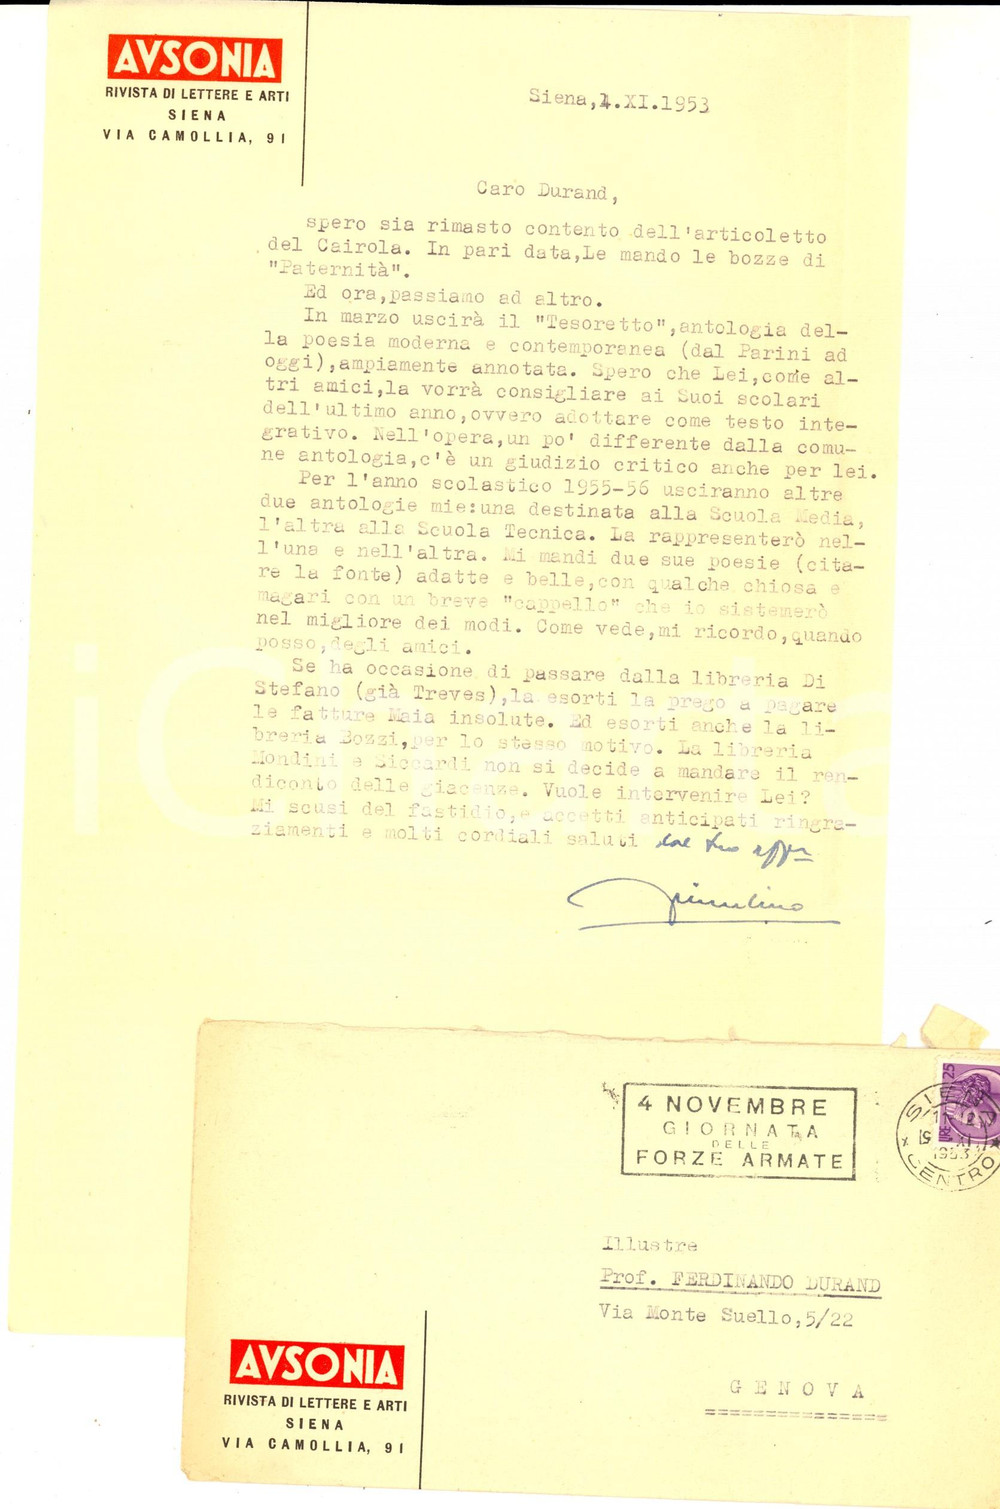 AVSONIA
RIVISTA DI LETTERE E ARTI
SIENA
VIA CAMOLLIA, 91
Siena,4.XI.1953
Caro Durand,
spero sia rimasto contento dell'articoletto
del Cairola. In pari data,Le mando le bozze di
"Paternità".
Ed ora,passiamo ad altro.
In marzo uscirà il "Tesoretto",antologia del-
la poesia moderna e contemporanea (dal Parini ad
oggi),ampiamente annotata. Spero che Lei,come al-
tri amici,la vorrà consigliare ai Suoi scolari
dell'ultimo anno,ovvero adottare come testo inte-
grativo. Nell'opera,un po' differente dalla comu-
ne antologia,c'è un giudizio critico anche per lei.
Per l'anno scolastico 1955-56 usciranno altre
due antologie mie:una destinata alla Scuola Media,
l'altra alla Scuola Tecnica. La rappresenterò nel-
l'una e nell'altra. Mi mandi due sue poesie (cita-
re la fonte) adatte e belle,con qualche chiosa e
magari con un breve "cappello" che io sistemerò
nel migliore dei modi. Come vede,mi ricordo,quando
posso,degli amici.
Se ha occasione di passare dalla libreria Di
Stefano (già Treves),la esorti la prego a pagare
le fatture Maia insolute. Ed esorti anche la li-
breria Bozzi,per lo stesso motivo. La libreria
Mondini e Siccardi non si decide a mandare il ren-
diconto delle giacenze. Vuole intervenire Lei?
Mi scusi del fastidio,e accetti anticipati ringra-
ziamenti e molti cordiali saluti dal suo
4 NOVEMBRE
GIORNATA
DELLE
FORZE ARMATE
SIENA
CENTRO
1953
25
Illustre
Prof. FERDINANDO DURAND
Via Monte Suello,5/22
GENOVA
AVSONIA
RIVISTA DI LETTERE E ARTI
SIENA
VIA CAMOLLIA, 91